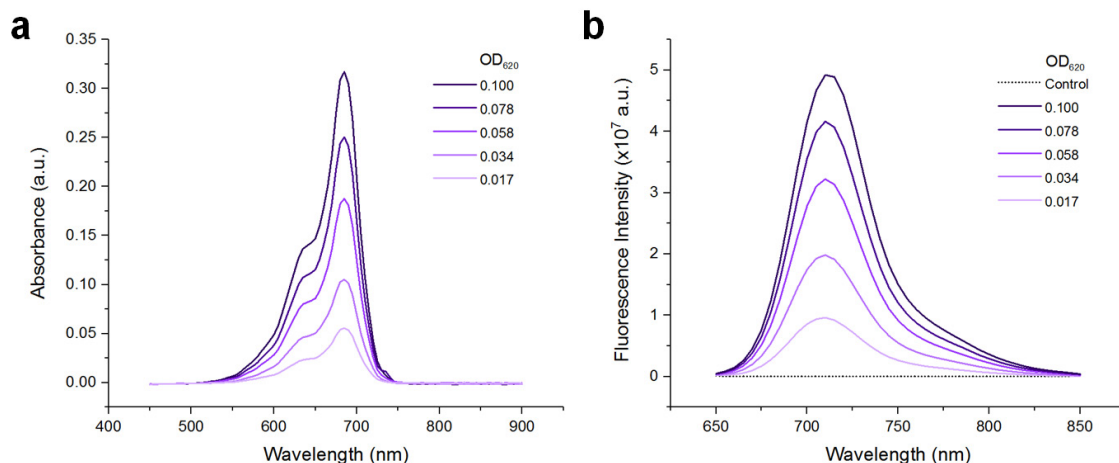 a
0.35
0.30
0.25
0.20
0.15
0.10
0.05
0.00
Absorbance (a.u.)
400 500 600 700 800 900
Wavelength (nm)
OD₆₂₀
0.100
0.078
0.058
0.034
0.017
b
5
4
3
2
1
0
Fluorescence Intensity (x10⁷ a.u.)
650 700 750 800 850
Wavelength (nm)
OD₆₂₀
Control
0.100
0.078
0.058
0.034
0.017